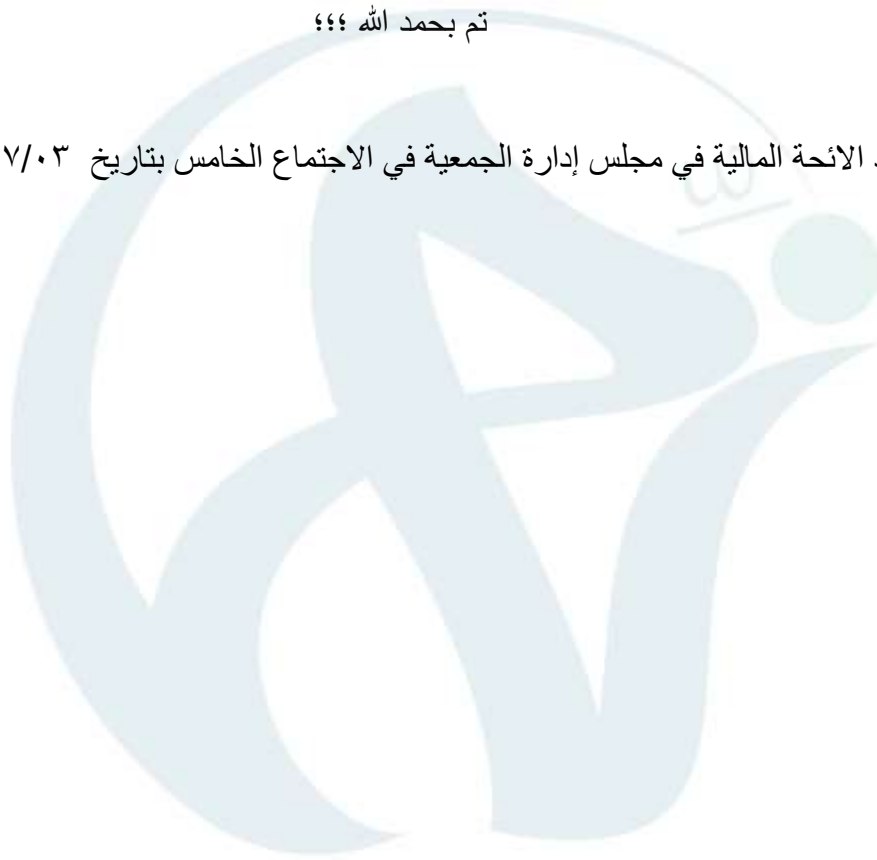 تم بحمد الله ؛؛؛
الائحة المالية في مجلس إدارة الجمعية في الاجتماع الخامس بتاريخ ٧/٠٣